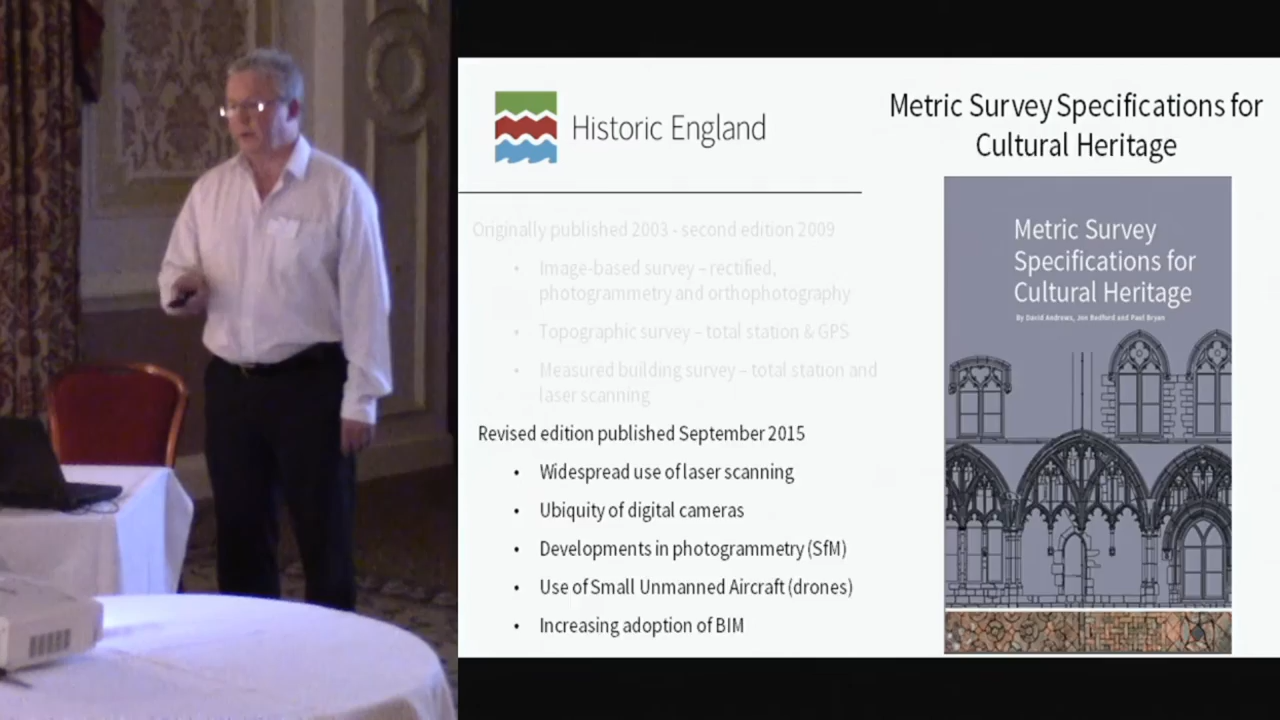 Historic England
Metric Survey Specifications for
Cultural Heritage
Originally published 2003 - second edition 2009
• Image-based survey – rectified,
photogrammetry and orthophotography
• Topographic survey – total station & GPS
• Measured building survey – total station and
laser scanning
Revised edition published September 2015
• Widespread use of laser scanning
• Ubiquity of digital cameras
• Developments in photogrammetry (SfM)
• Use of Small Unmanned Aircraft (drones)
• Increasing adoption of BIM
Metric Survey
Specifications for
Cultural Heritage
By David Andrews, Jon Bedford and Paul Bryan